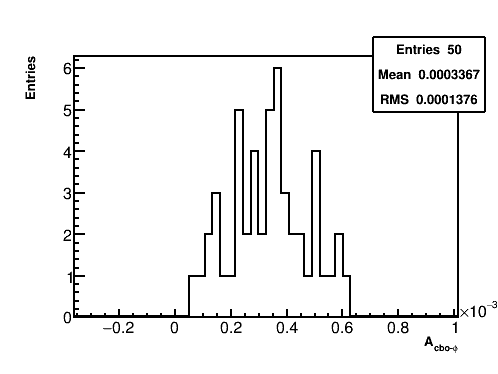 Entries 50
Mean 0.0003367
RMS 0.0001376
Entries
6
5
4
3
2
1
0
−0.2 0 0.2 0.4 0.6 0.8 1
×10⁻³
A_cbo-ϕ